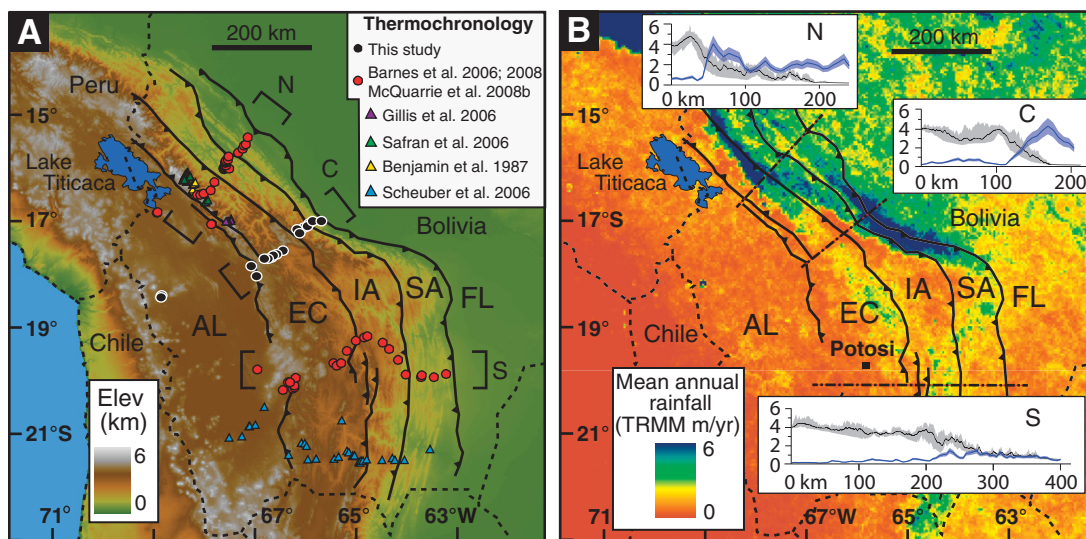 A
200 km
Thermochronology
This study
Barnes et al. 2006; 2008
McQuarrie et al. 2008b
Gillis et al. 2006
Safran et al. 2006
Benjamin et al. 1987
Scheuber et al. 2006
Peru
N
15°
Lake
Titicaca
C
17°
Bolivia
IA
SA
EC
FL
AL
19°
Chile
S
Elev
(km)
6
0
21°S
71°
67°
65°
63°W
B
N
6
4
2
0
0 km
100
200
200 km
15°
C
6
4
2
0
0 km
100
200
Lake
Titicaca
17°S
Bolivia
IA
SA
FL
EC
AL
19°
Chile
Potosi
Mean annual
rainfall
(TRMM m/yr)
6
0
21°
S
6
4
2
0
0 km
100
200
300
400
71
67°W
65°
63°